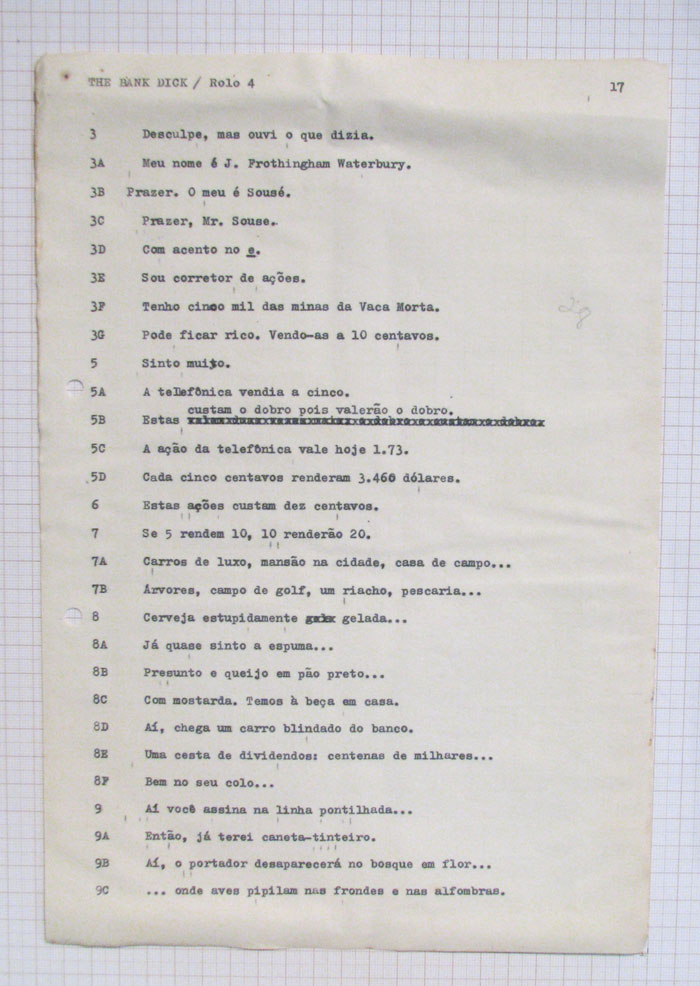 THE BANK DICK / Rolo 4 17
3 Desculpe, mas ouvi o que dizia.
3A Meu nome é J. Frothingham Waterbury.
3B Prazer. O meu é Sousé.
3C Prazer, Mr. Souse.
3D Com acento no e.
3E Sou corretor de ações.
3F Tenho cinco mil das minas da Vaca Morta.
3G Pode ficar rico. Vendo-as a 10 centavos.
5 Sinto muito.
5A A telefônica vendia a cinco.
custam o dobro pois valerão o dobro.
5B Estas
5C A ação da telefônica vale hoje 1.73.
5D Cada cinco centavos renderam 3.460 dólares.
6 Estas ações custam dez centavos.
7 Se 5 rendem 10, 10 renderão 20.
7A Carros de luxo, mansão na cidade, casa de campo...
7B Árvores, campo de golf, um riacho, pescaria...
8 Cerveja estupidamente gelada...
8A Já quase sinto a espuma...
8B Presunto e queijo em pão preto...
8C Com mostarda. Temos à beça em casa.
8D Aí, chega um carro blindado do banco.
8E Uma cesta de dividendos: centenas de milhares...
8F Bem no seu colo...
9 Aí você assina na linha pontilhada...
9A Então, já terei caneta-tinteiro.
9B Aí, o portador desaparecerá no bosque em flor...
9C ... onde aves pipilam nas frondes e nas alfombras.